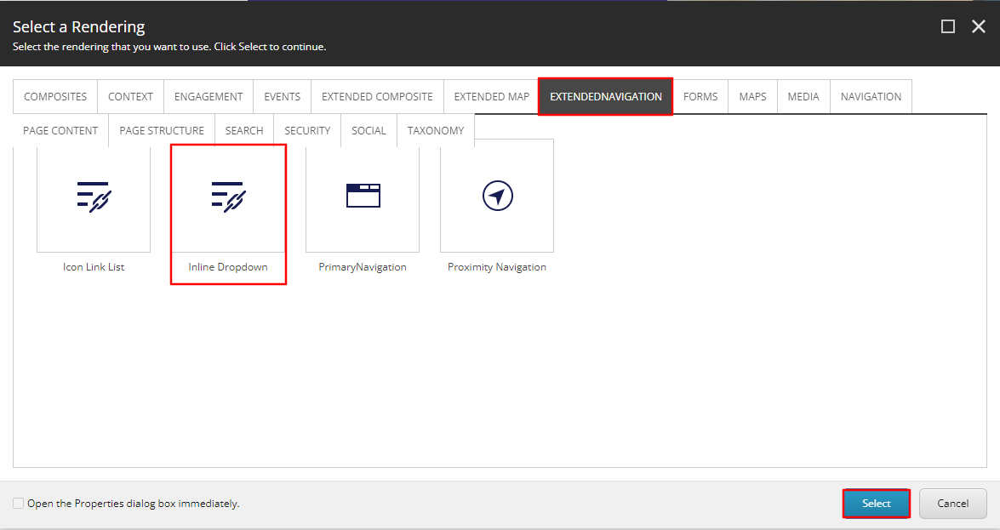 Select a Rendering
Select the rendering that you want to use. Click Select to continue.
COMPOSITES CONTEXT ENGAGEMENT EVENTS EXTENDED COMPOSITE EXTENDED MAP EXTENDEDNAVIGATION FORMS MAPS MEDIA NAVIGATION
PAGE CONTENT PAGE STRUCTURE SEARCH SECURITY SOCIAL TAXONOMY
Icon Link List Inline Dropdown PrimaryNavigation Proximity Navigation
Open the Properties dialog box immediately. Select Cancel